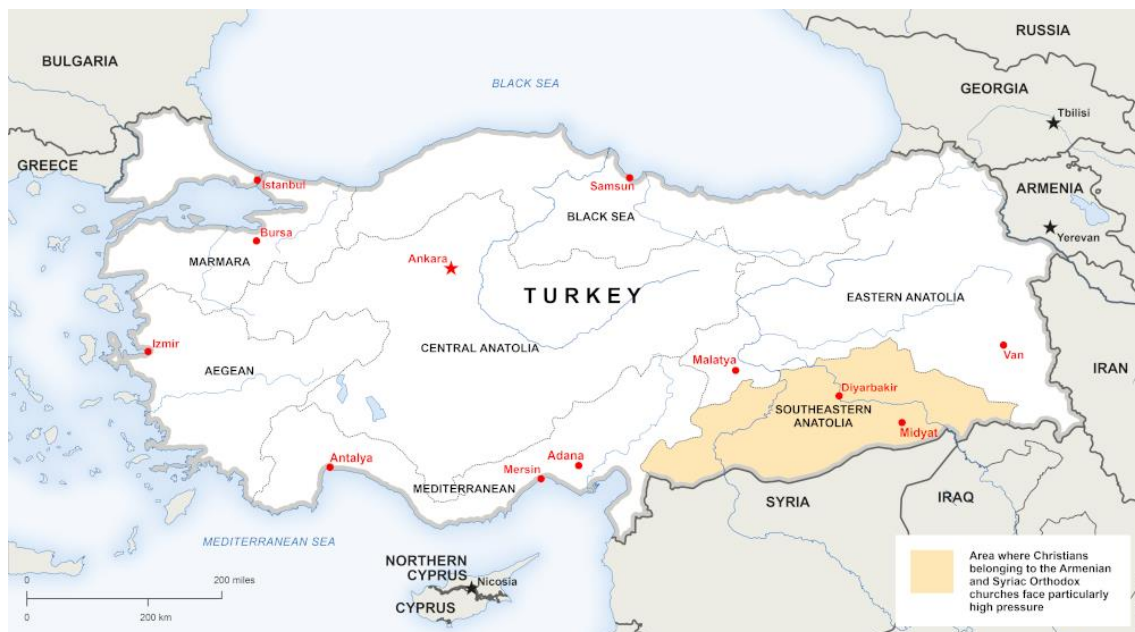 RUSSIA
BULGARIA
BLACK SEA
GEORGIA
Tbilisi
GREECE
Istanbul
Samsun
ARMENIA
BLACK SEA
Bursa
Yerevan
MARMARA
Ankara
TURKEY
EASTERN ANATOLIA
Izmir
CENTRAL ANATOLIA
Van
AEGEAN
Malatya
IRAN
Diyarbakir
SOUTHEASTERN
ANATOLIA
Midyat
Antalya
Adana
Mersin
MEDITERRANEAN
SYRIA
IRAQ
MEDITERRANEAN SEA
NORTHERN
CYPRUS
Nicosia
CYPRUS
0
200 miles
0
200 km
Area where Christians
belonging to the Armenian
and Syriac Orthodox
churches face particularly
high pressure